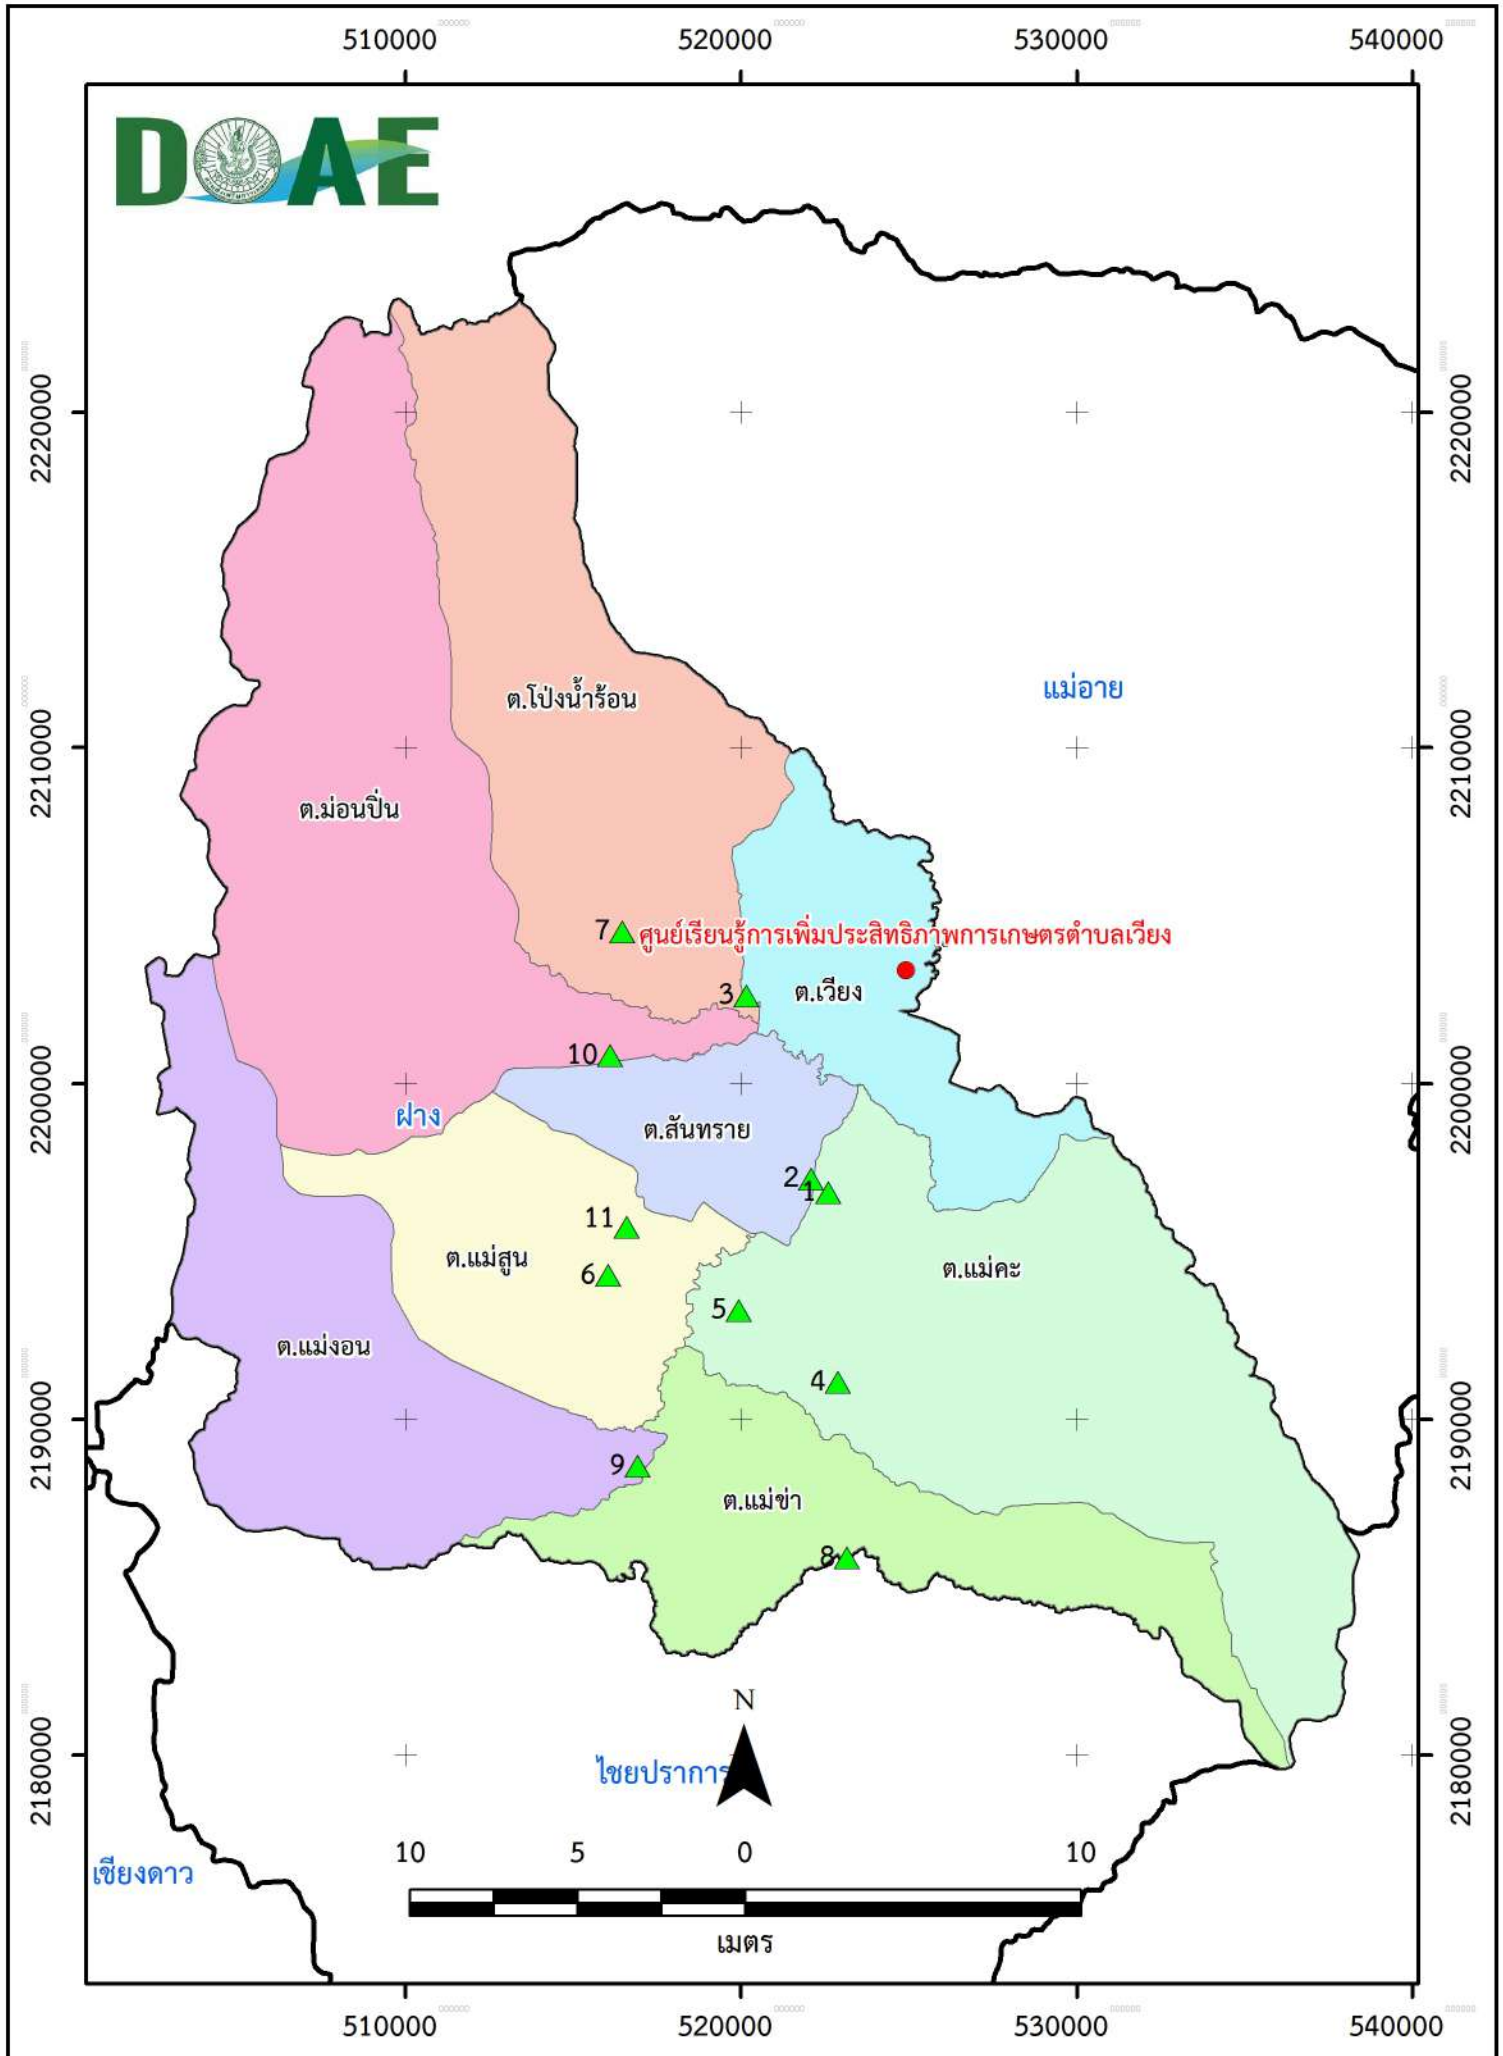 510000 520000 530000 540000
DOAE
2220000 2220000
แม่อาย
ต.โป่งน้ำร้อน
2210000 2210000
ต.ม่อนปิ่น
7 ศูนย์เรียนรู้การเพิ่มประสิทธิภาพการเกษตรตำบลเวียง
3 ต.เวียง
10
2200000 2200000
ฝาง
ต.สันทราย
2
1
11
ต.แม่สูน
6
ต.แม่คะ
5
ต.แม่งอน
4
2190000 2190000
9
ต.แม่ข่า
8
N
2180000 2180000
ไชยปราการ
10 5 0 10
เชียงดาว
เมตร
510000 520000 530000 540000